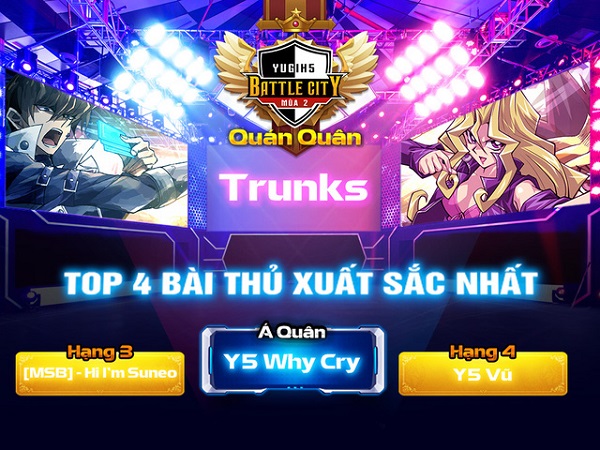 YUGIH5
BATTLE CITY
MÙA 2
Quán Quân
Trunks
TOP 4 BÀI THỦ XUẤT SẮC NHẤT
Á Quân
Y5 Why Cry
Hạng 3
[MSB] - Hi I'm Suneo
Hạng 4
Y5 Vũ